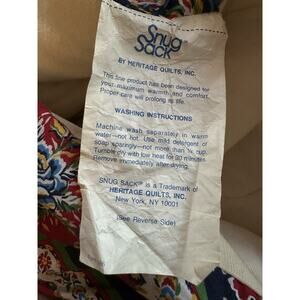 Snug
Sack™
BY HERITAGE QUILTS, INC.
This fine product has been designed for
your maximum warmth and comfort.
Proper care will prolong its life.
WASHING INSTRUCTIONS
Machine wash separately in warm
water—not hot. Use mild detergent or
soap sparingly—not more than ¼ cup.
Tumble dry with low heat for 20 minutes.
Remove immediately after drying.
SNUG SACK® is a Trademark of
HERITAGE QUILTS, INC.
New York, NY 10001
(See Reverse Side)